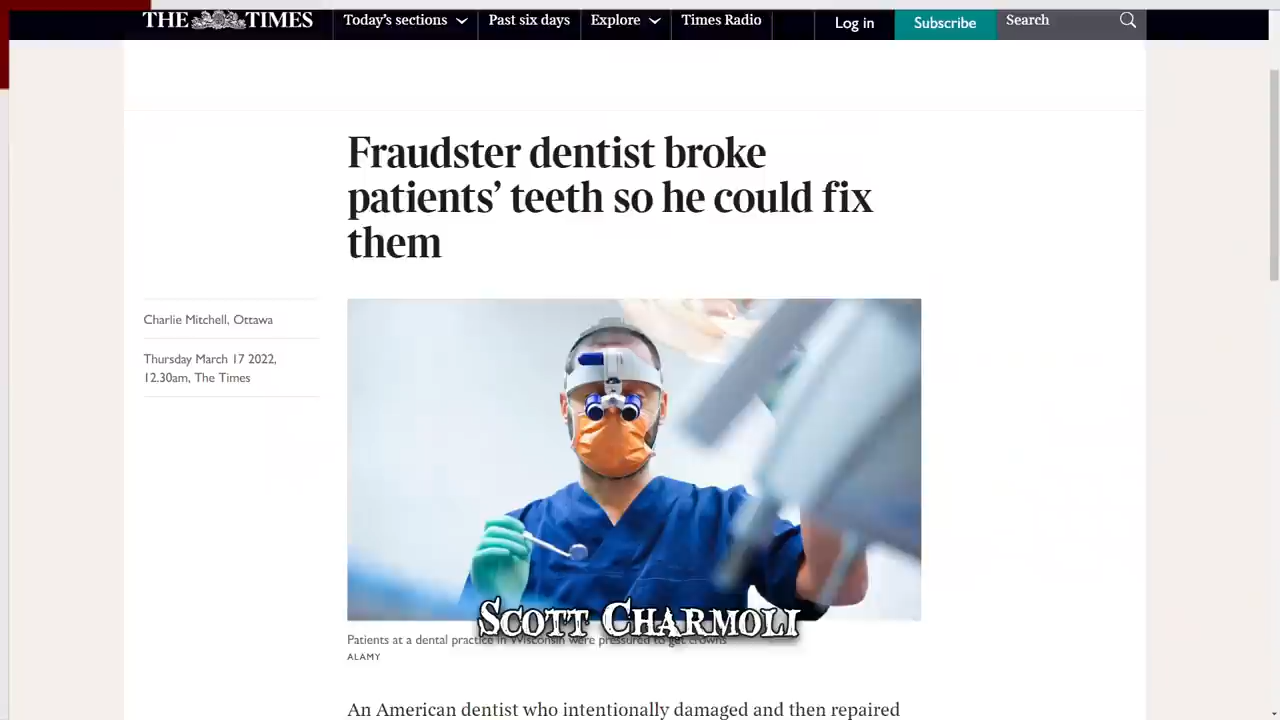 THE TIMES
Today's sections
Past six days
Explore
Times Radio
Log in
Subscribe
Search
Fraudster dentist broke
patients' teeth so he could fix
them
Charlie Mitchell, Ottawa
Thursday March 17 2022,
12.30am, The Times
SCOTT CHARMOLI
Patients at a dental practice in Wisconsin were pressured to get crowns
ALAMY
An American dentist who intentionally damaged and then repaired